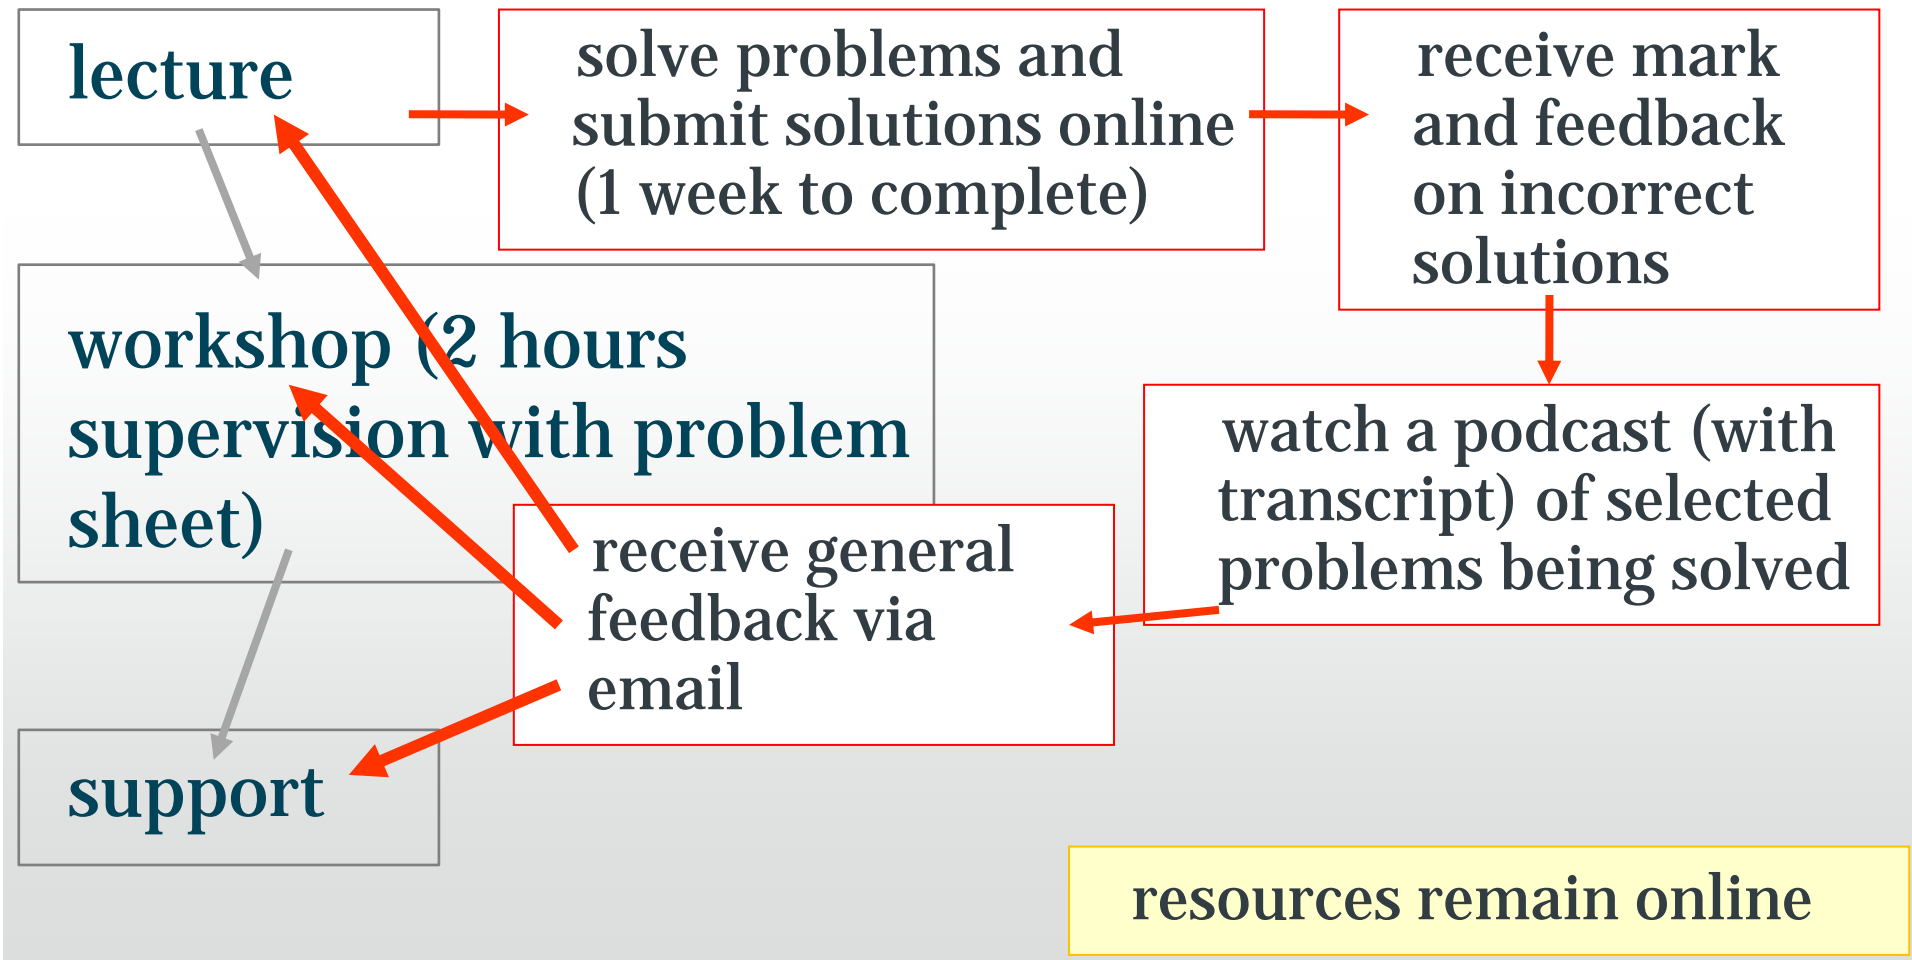 lecture
solve problems and
submit solutions online
(1 week to complete)
receive mark
and feedback
on incorrect
solutions
workshop (2 hours
supervision with problem
sheet)
watch a podcast (with
transcript) of selected
problems being solved
receive general
feedback via
email
support
resources remain online